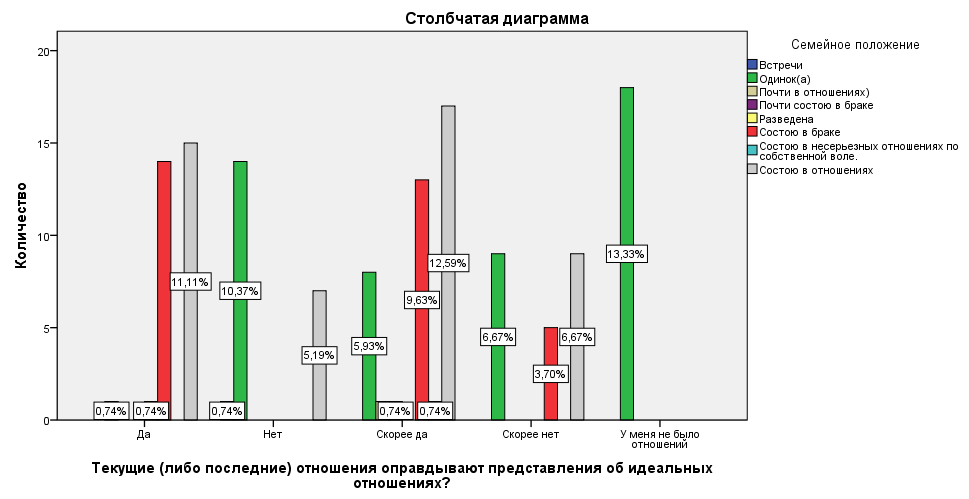 Столбчатая диаграмма
Семейное положение
Встречи
Одинок(а)
Почти в отношениях)
Почти состою в браке
Разведена
Состою в браке
Состою в несерьезных отношениях по
собственной воле.
Состою в отношениях
Количество
20
15
10
5
0
0,74%
0,74%
11,11%
0,74%
10,37%
5,19%
5,93%
0,74%
9,63%
0,74%
12,59%
6,67%
3,70%
6,67%
13,33%
Да
Нет
Скорее да
Скорее нет
У меня не было
отношений
Текущие (либо последние) отношения оправдывают представления об идеальных
отношениях?